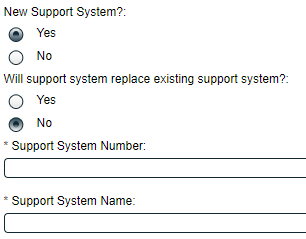 New Support System?:
Yes
No
Will support system replace existing support system?:
Yes
No
* Support System Number:
* Support System Name: